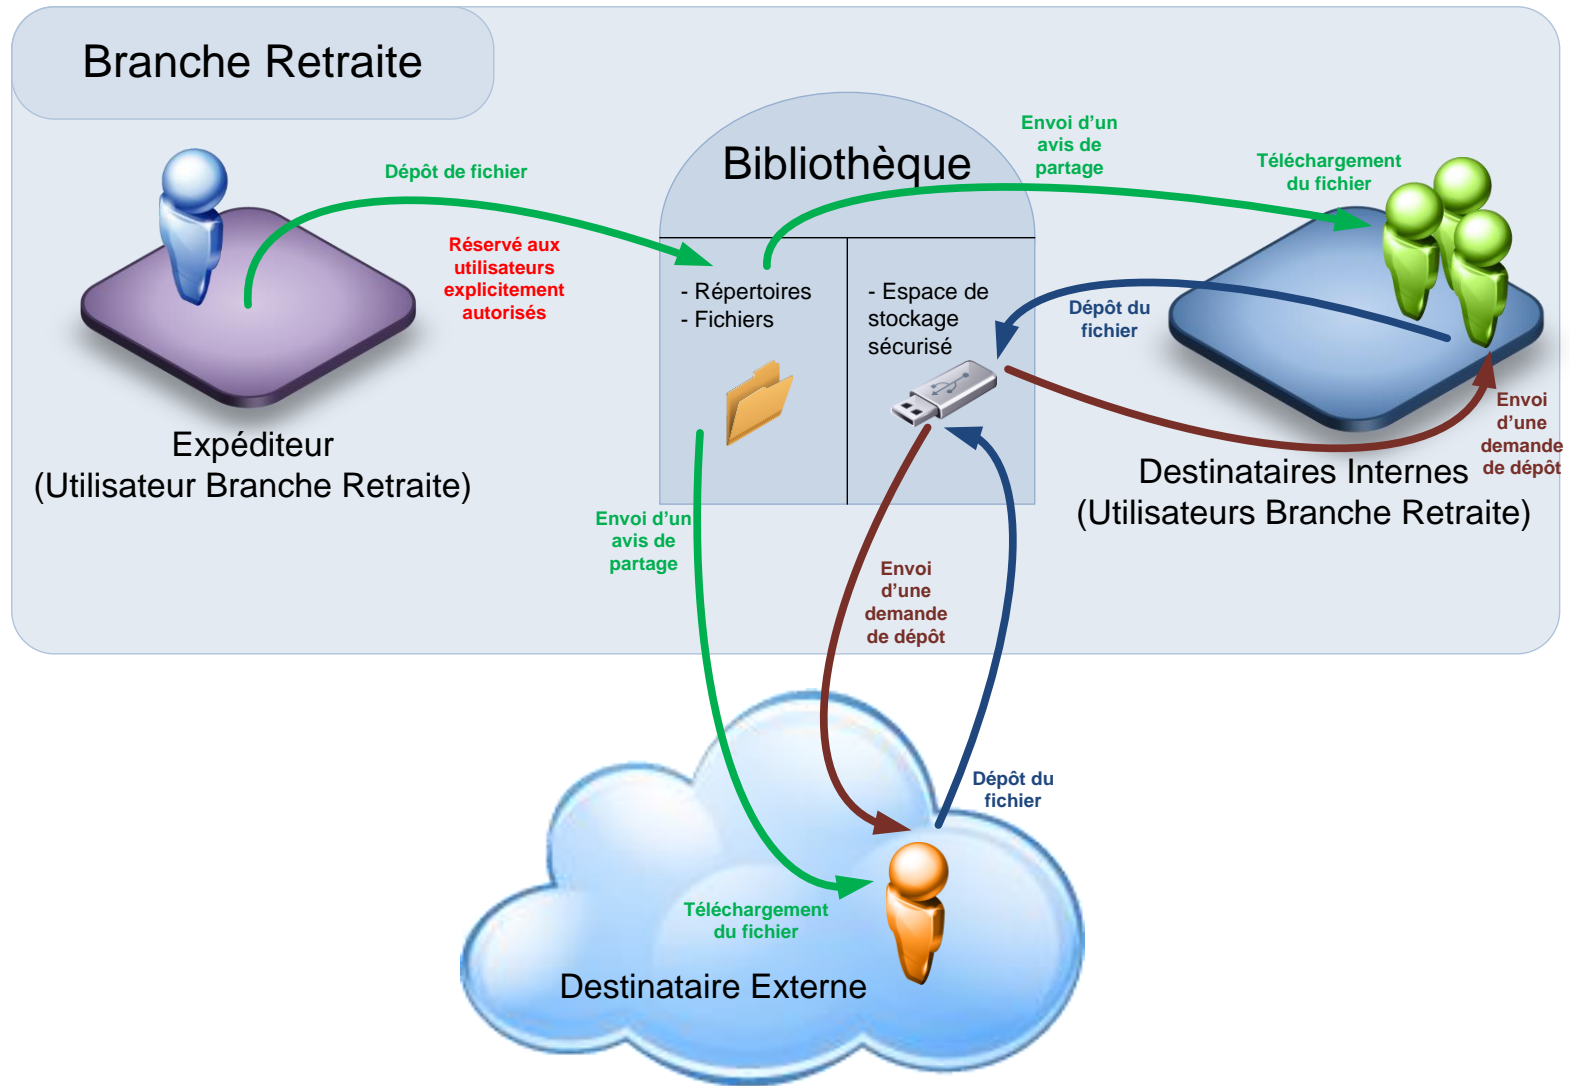 Branche Retraite
Dépôt de fichier
Réservé aux
utilisateurs
explicitement
autorisés
Expéditeur
(Utilisateur Branche Retraite)
Bibliothèque
- Répertoires
- Fichiers
- Espace de
stockage
sécurisé
Envoi d’un
avis de
partage
Téléchargement
du fichier
Dépôt du
fichier
Envoi
d’une
demande
de dépôt
Destinataires Internes
(Utilisateurs Branche Retraite)
Envoi d’un
avis de
partage
Envoi
d’une
demande
de dépôt
Dépôt du
fichier
Téléchargement
du fichier
Destinataire Externe